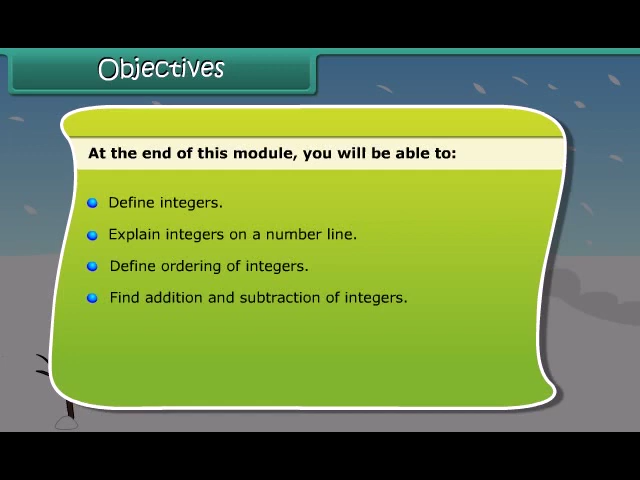 Objectives
At the end of this module, you will be able to:
Define integers.
Explain integers on a number line.
Define ordering of integers.
Find addition and subtraction of integers.